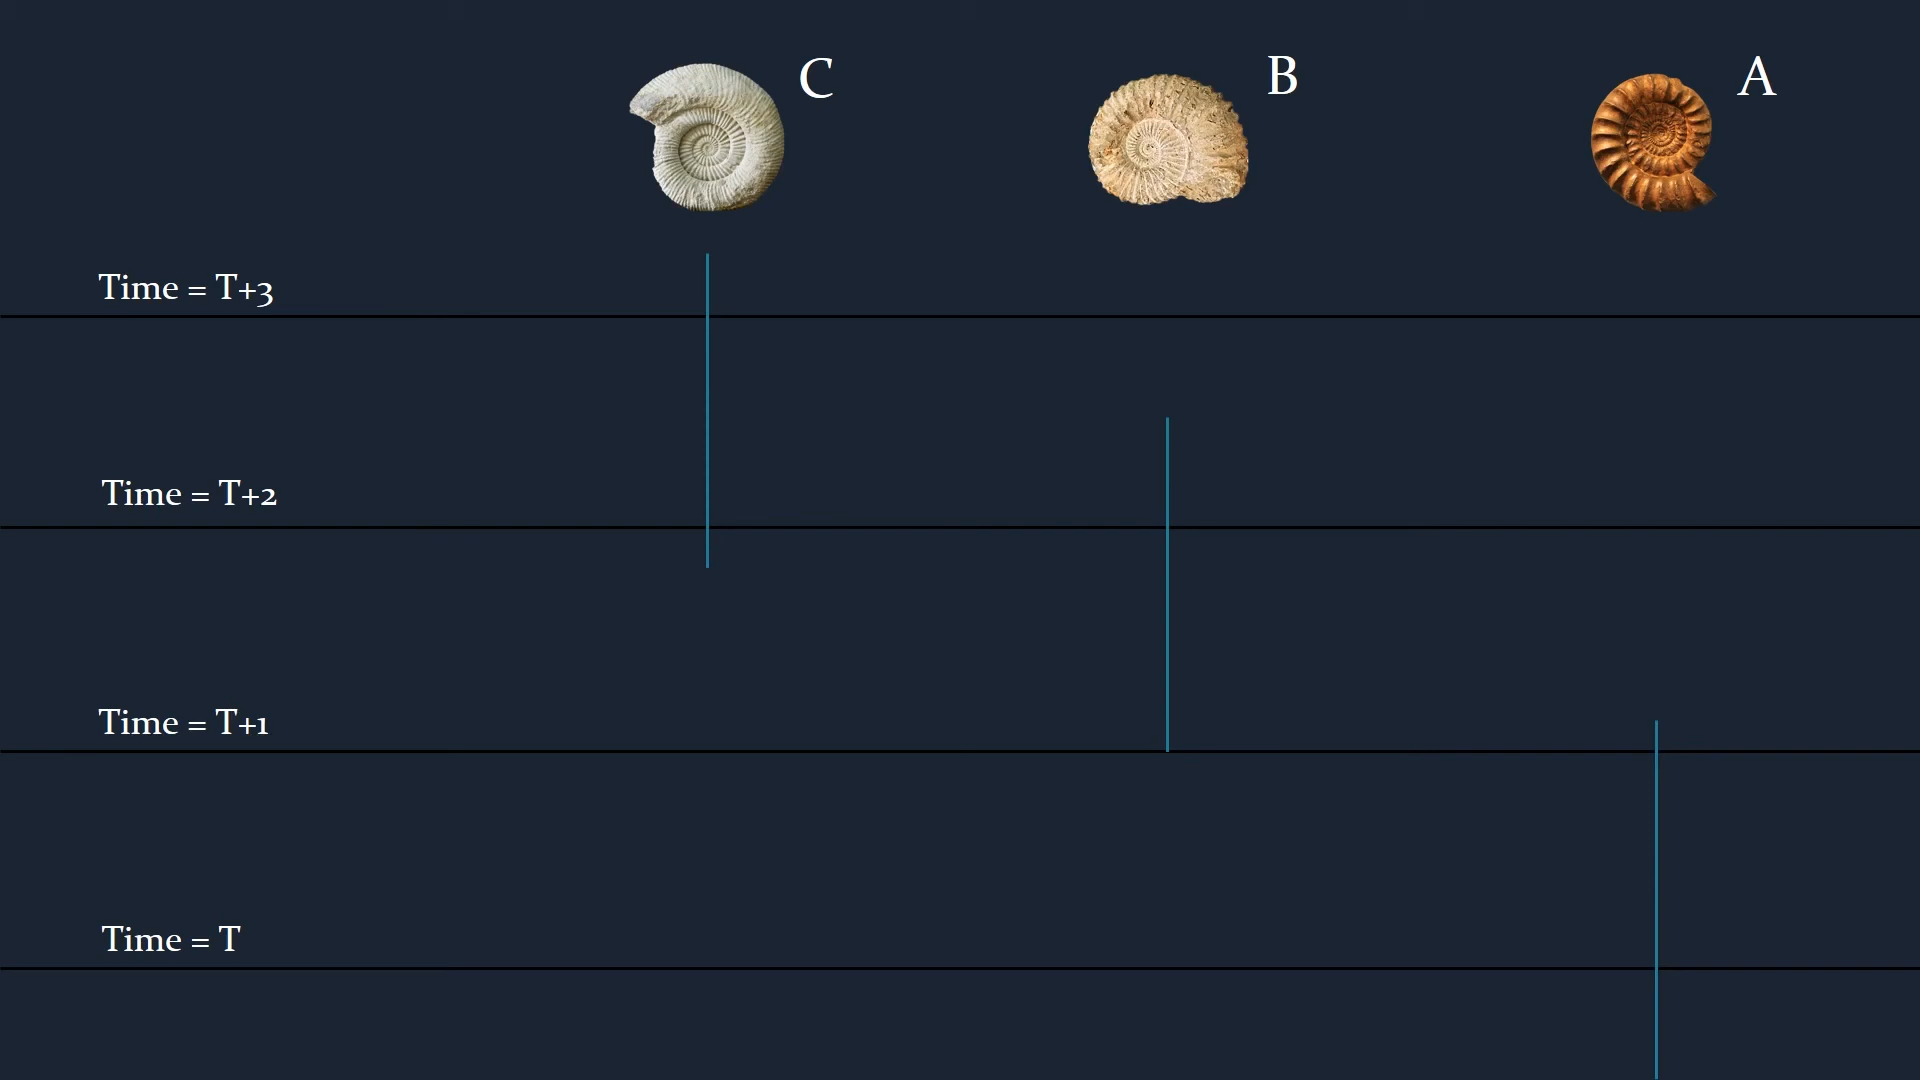 C
B
A
Time = T+3
Time = T+2
Time = T+1
Time = T